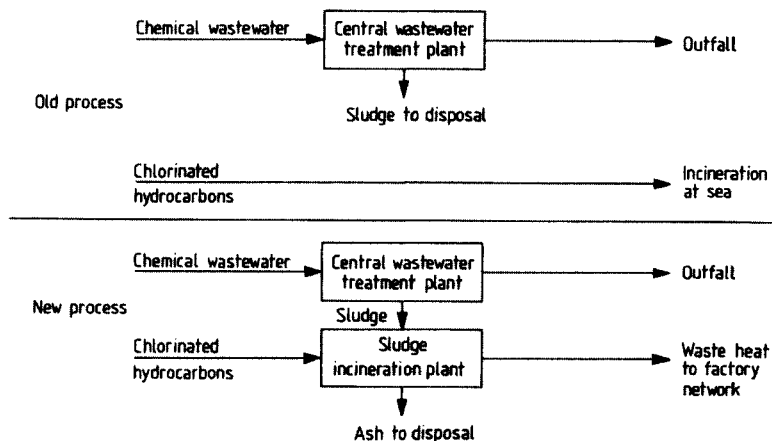 Chemical wastewater
Central wastewater
treatment plant
Outfall
Old process
Sludge to disposal
Chlorinated
hydrocarbons
Incineration
at sea
Chemical wastewater
Central wastewater
treatment plant
Outfall
New process
Sludge
Chlorinated
hydrocarbons
Sludge
incineration plant
Waste heat
to factory
network
Ash to disposal